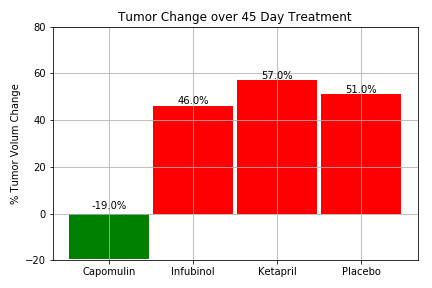 Tumor Change over 45 Day Treatment
% Tumor Volum Change
80
60
40
20
0
−20
-19.0%
46.0%
57.0%
51.0%
Capomulin
Infubinol
Ketapril
Placebo